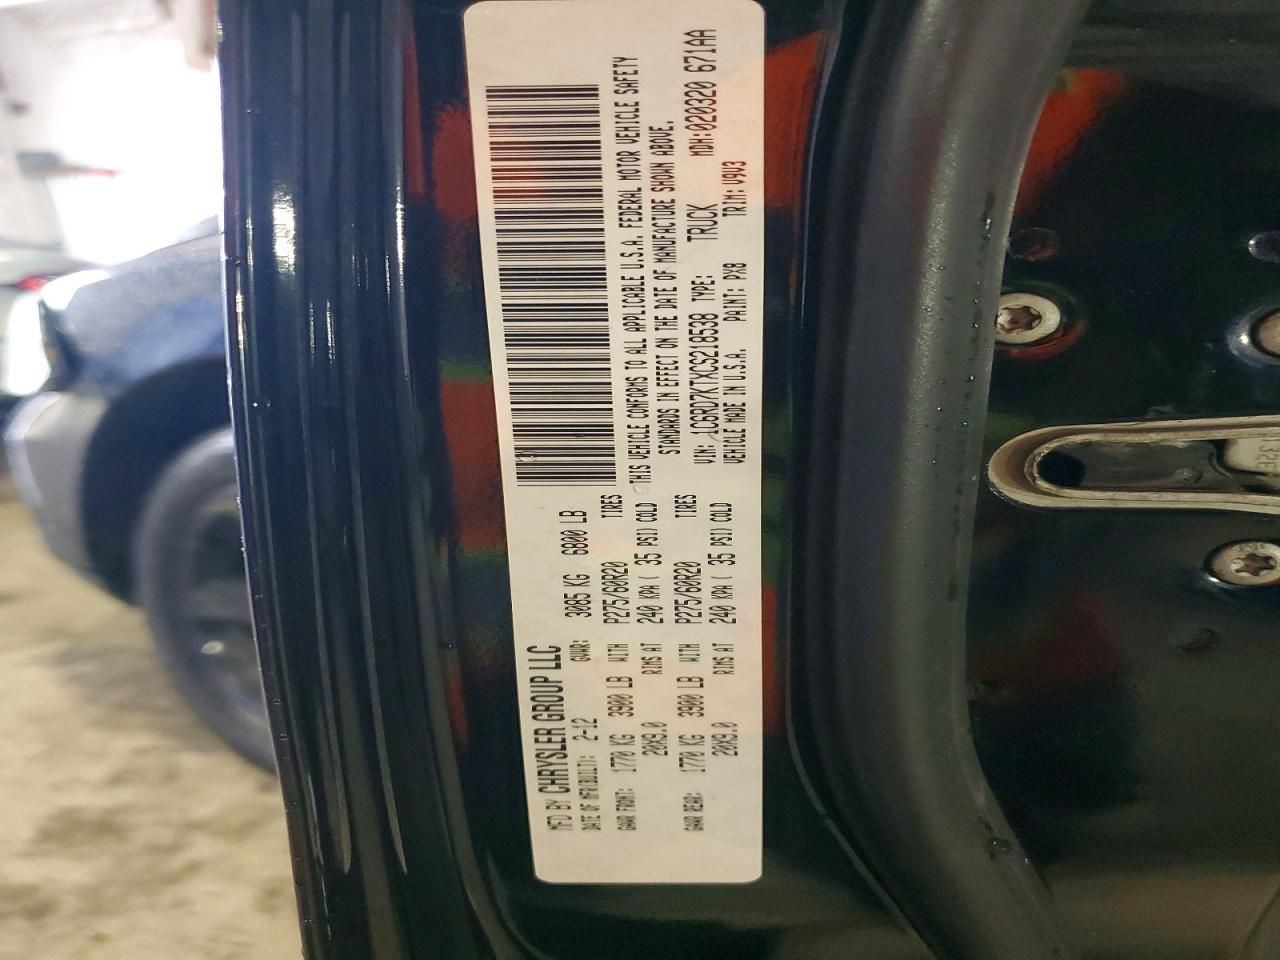 MFD BY CHRYSLER GROUP LLC
DATE OF MFR(BUILT): 2-12 GVWR: 3085 KG 6800 LB
GAWR FRONT: 1770 KG 3900 LB WITH P275/60R20 TIRES
20X9.0 RIMS AT 240 KPA ( 35 PSI) COLD
GAWR REAR: 1770 KG 3900 LB WITH P275/60R20 TIRES
20X9.0 RIMS AT 240 KPA ( 35 PSI) COLD
THIS VEHICLE CONFORMS TO ALL APPLICABLE U.S.A. FEDERAL MOTOR VEHICLE SAFETY
STANDARDS IN EFFECT ON THE DATE OF MANUFACTURE SHOWN ABOVE.
VIN: 1C6RD7KTXCS218538 TYPE: TRUCK MDH:020320 671AA
VEHICLE MADE IN U.S.A. PAINT: PX8 TRIM: V9V3